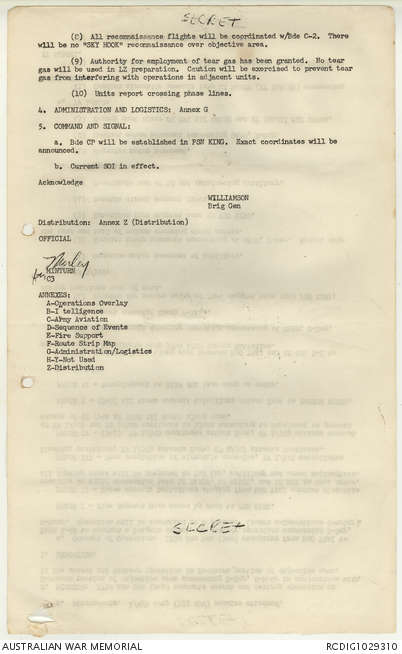 SECRET
(C) All reconnaissance flights will be coordinated w/Bde C-2. There
will be no "SKY HOOK" reconnaissance over objective area.
(9) Authority for employment of tear gas has been granted. No tear
gas will be used in LZ preparation. Caution will be exercised to prevent tear
gas from interfering with operations in adjacent units.
(10) Units report crossing phase lines.
4. ADMINISTRATION AND LOGISTICS: Annex G
5. COMMAND AND SIGNAL:
a. Bde CP will be established in PSN KING. Exact coordinates will be
announced.
b. Current SOI in effect.
Acknowledge
WILLIAMSON
Brig Gen
Distribution: Annex Z (Distribution)
OFFICIAL
for MINTURN
C3
ANNEXES:
A-Operations Overlay
B-I telligence
C-Army Aviation
D-Sequence of Events
E-Fire Support
F-Route Strip Map
G-Administration/Logistics
H-Y-Not Used
Z-Distribution
SECRET
AUSTRALIAN WAR MEMORIAL
RCDIG1029310